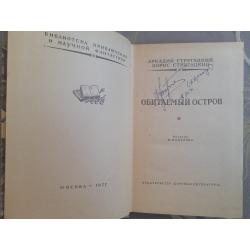 БИБЛИОТЕКА ПРИКЛЮЧЕНИЙ
И НАУЧНОЙ ФАНТАСТИКИ
МОСКВА - 1971
АРКАДИЙ СТРУГАЦКИЙ
БОРИС СТРУГАЦКИЙ
ОБИТАЕМЫЙ ОСТРОВ
ИЗДАТЕЛЬСТВО «ДЕТСКАЯ ЛИТЕРАТУРА»